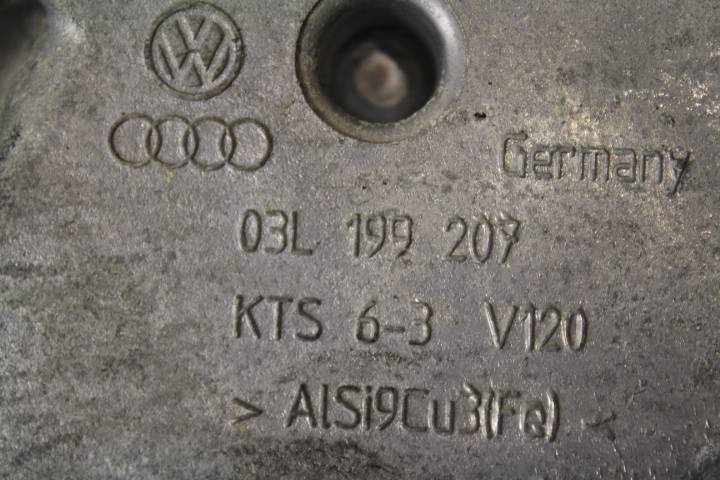 Germany
03L 199 207
KTS 6-3 V120
> AlSi9Cu3(Fe) <